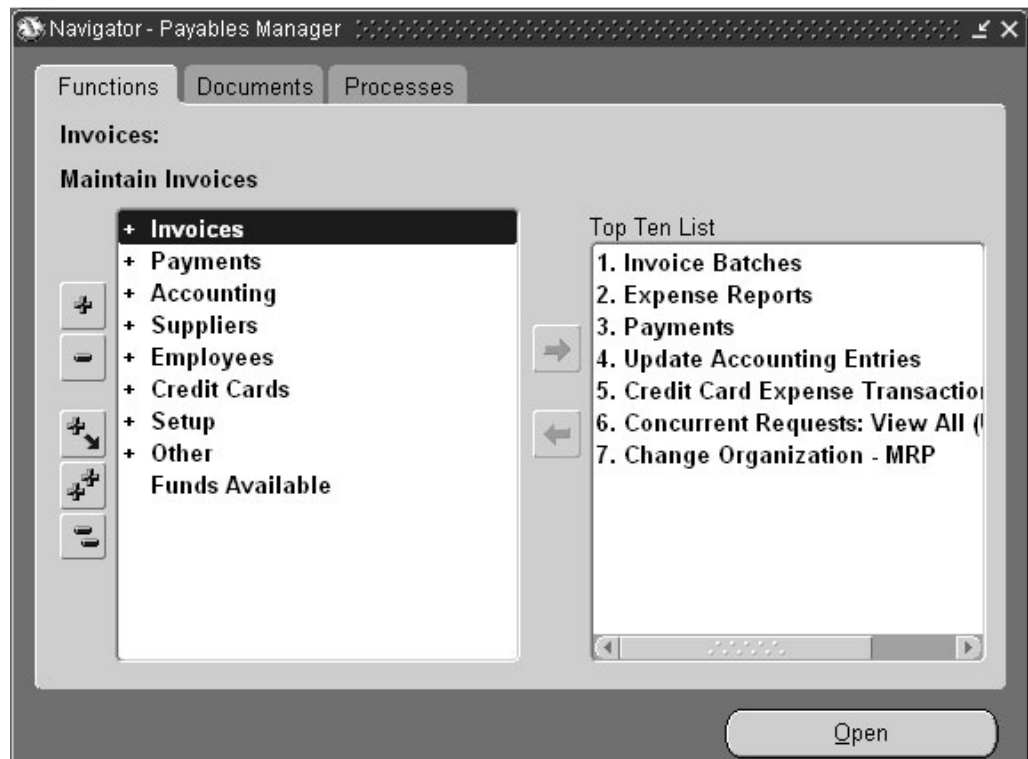 Navigator - Payables Manager
Functions Documents Processes
Invoices:
Maintain Invoices
+ Invoices
+ Payments
+ Accounting
+ Suppliers
+ Employees
+ Credit Cards
+ Setup
+ Other
Funds Available
Top Ten List
1. Invoice Batches
2. Expense Reports
3. Payments
4. Update Accounting Entries
5. Credit Card Expense Transaction
6. Concurrent Requests: View All (
7. Change Organization - MRP
Open